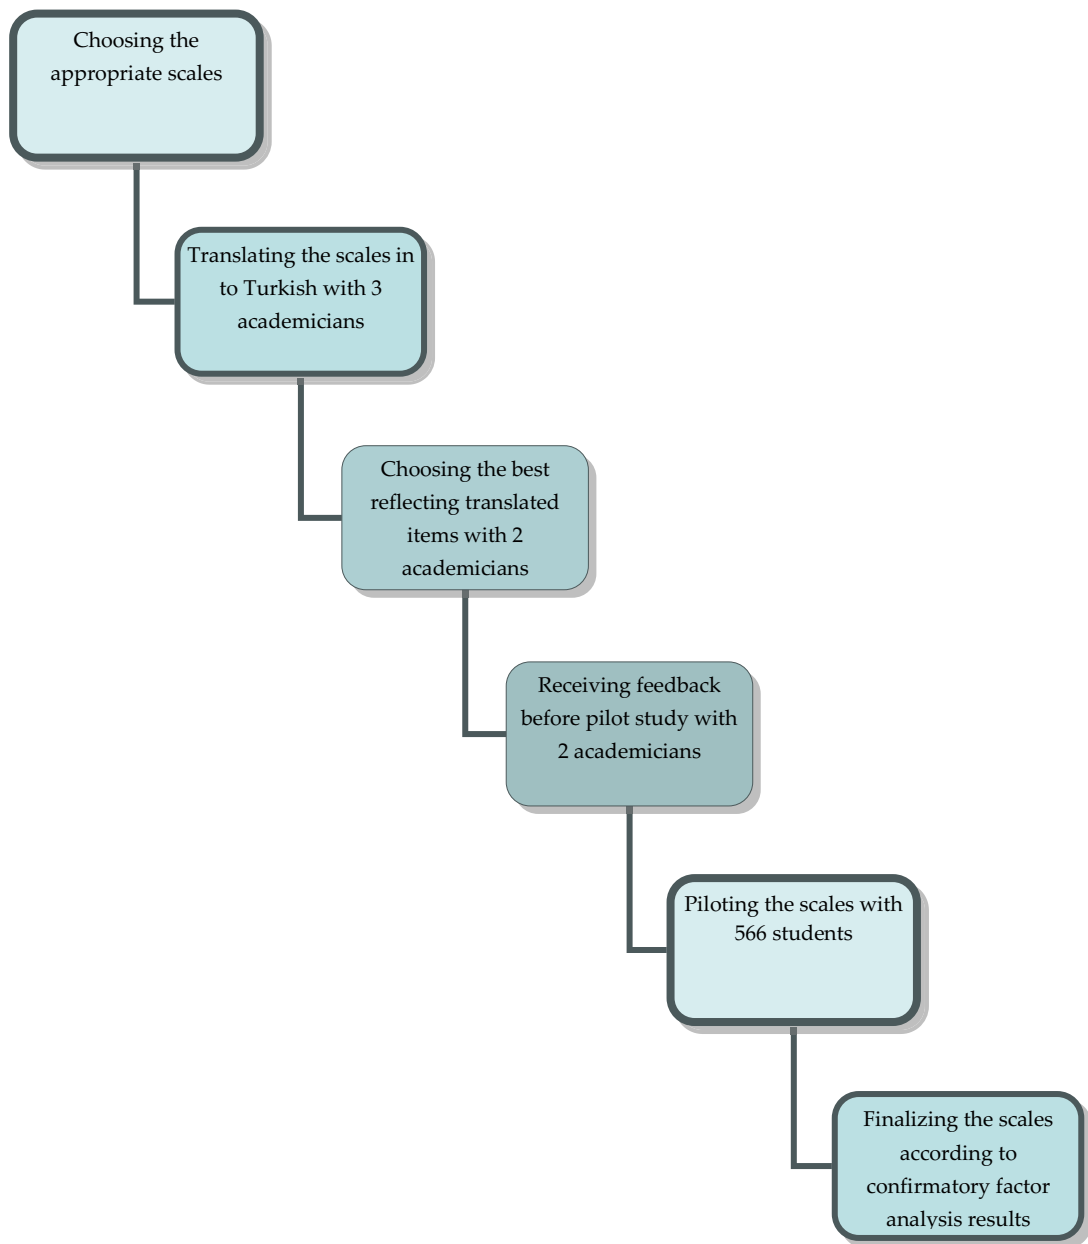 Choosing the
appropriate scales
Translating the scales in
to Turkish with 3
academicians
Choosing the best
reflecting translated
items with 2
academicians
Receiving feedback
before pilot study with
2 academicians
Piloting the scales with
566 students
Finalizing the scales
according to
confirmatory factor
analysis results